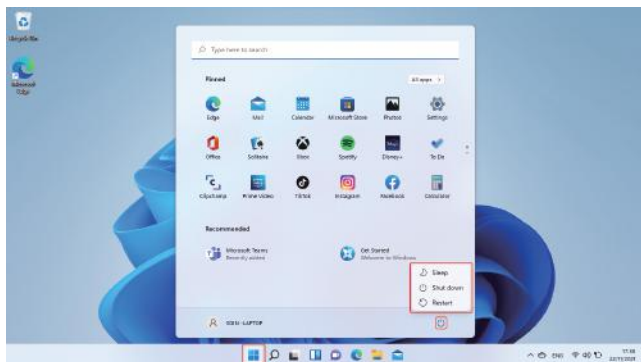 Recycle Bin
Microsoft
Edge
Type here to search
Pinned
All apps >
Edge
Mail
Calendar
Microsoft Store
Photos
Settings
Office
Solitaire
Xbox
Spotify
Disney+
To Do
Clipchamp
Prime Video
TikTok
Instagram
Facebook
Calculator
Recommended
Microsoft Teams
Recently added
Get Started
Welcome to Windows
Sleep
Shut down
Restart
LAPTOP
ENG